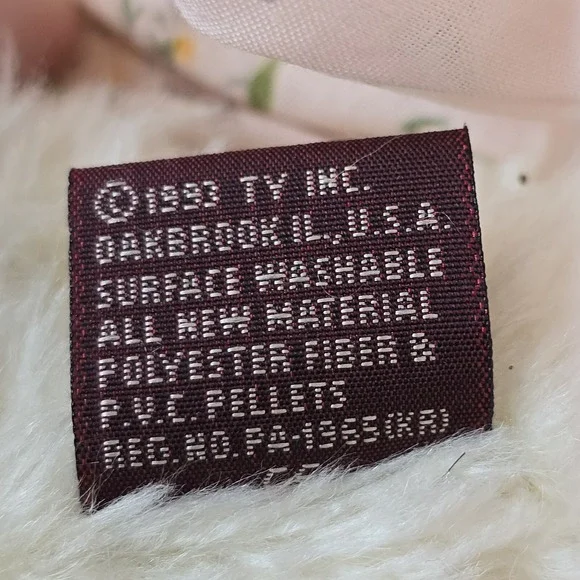 © 1993 TY INC.
OAKBROOK IL., U.S.A.
SURFACE WASHABLE
ALL NEW MATERIAL
POLYESTER FIBER &
P.V.C. PELLETS
REG. NO. PA-1965(KR)